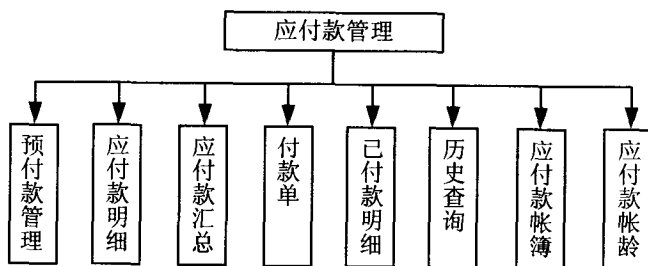 应付款管理
预付款管理
应付款明细
应付款汇总
付款单
已付款明细
历史查询
应付款帐簿
应付款帐龄